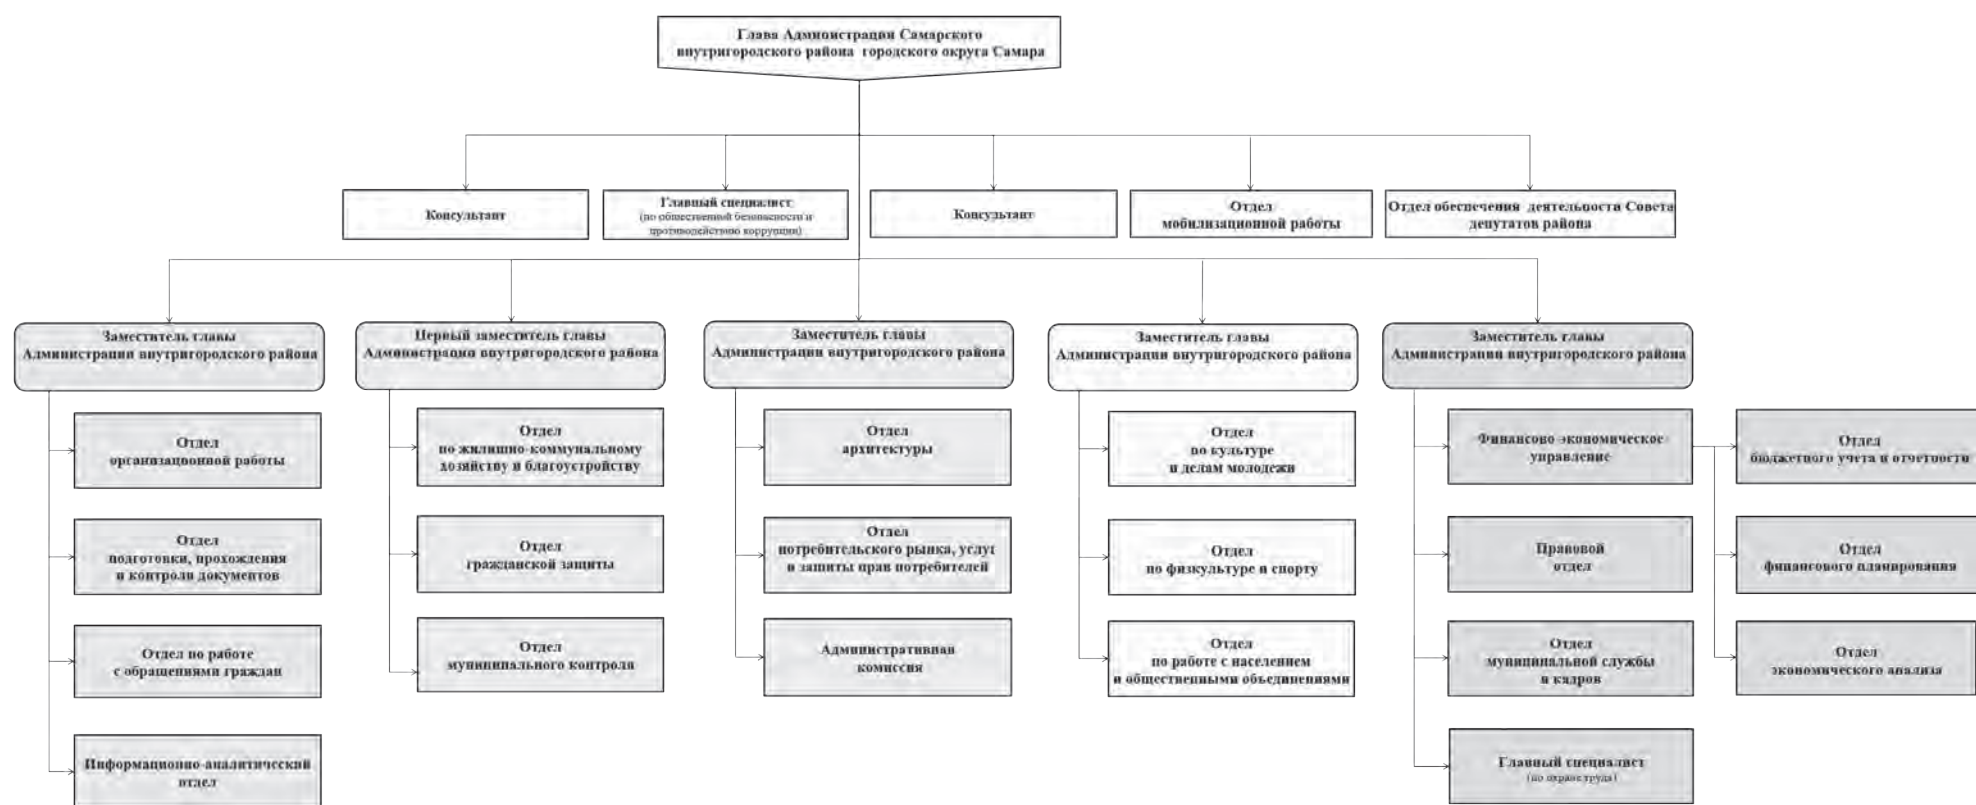 Глава Администрации Самарского
внутригородского района городского округа Самара
Консультант
Главный специалист
(по общественной безопасности и
противодействию коррупции)
Консультант
Отдел
мобилизационной работы
Отдел обеспечения деятельности Совета
депутатов района
Заместитель главы
Администрации внутригородского района
Первый заместитель главы
Администрации внутригородского района
Заместитель главы
Администрации внутригородского района
Заместитель главы
Администрации внутригородского района
Заместитель главы
Администрации внутригородского района
Отдел
организационной работы
Отдел
подготовки, прохождения
и контроля документов
Отдел по работе
с обращениями граждан
Информационно-аналитический
отдел
Отдел
по жилищно-коммунальному
хозяйству и благоустройству
Отдел
гражданской защиты
Отдел
муниципального контроля
Отдел
архитектуры
Отдел
потребительского рынка, услуг
и защиты прав потребителей
Административная
комиссия
Отдел
по культуре
и делам молодежи
Отдел
по физкультуре и спорту
Отдел
по работе с населением
и общественными объединениями
Финансово-экономическое
управление
Правовой
отдел
Отдел
муниципальной службы
и кадров
Главный специалист
(по охране труда)
Отдел
бюджетного учета и отчетности
Отдел
финансового планирования
Отдел
экономического анализа